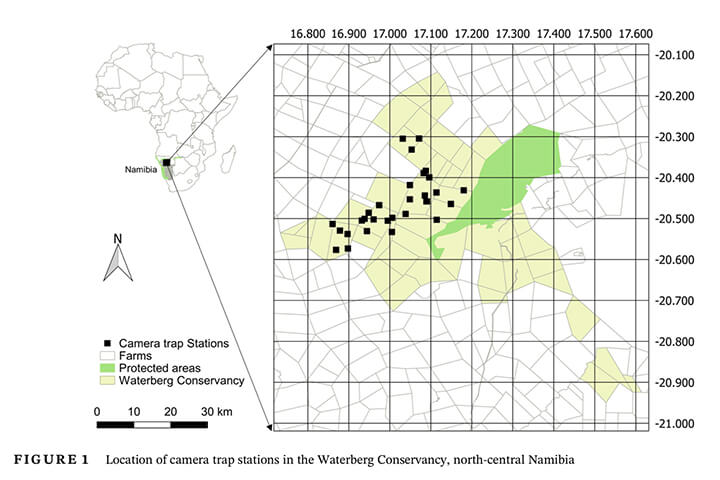 16.800 16.900 17.000 17.100 17.200 17.300 17.400 17.500 17.600
-20.100
-20.200
-20.300
-20.400
-20.500
-20.600
-20.700
-20.800
-20.900
-21.000
Namibia
N
Camera trap Stations
Farms
Protected areas
Waterberg Conservancy
0 10 20 30 km
FIGURE 1 Location of camera trap stations in the Waterberg Conservancy, north-central Namibia